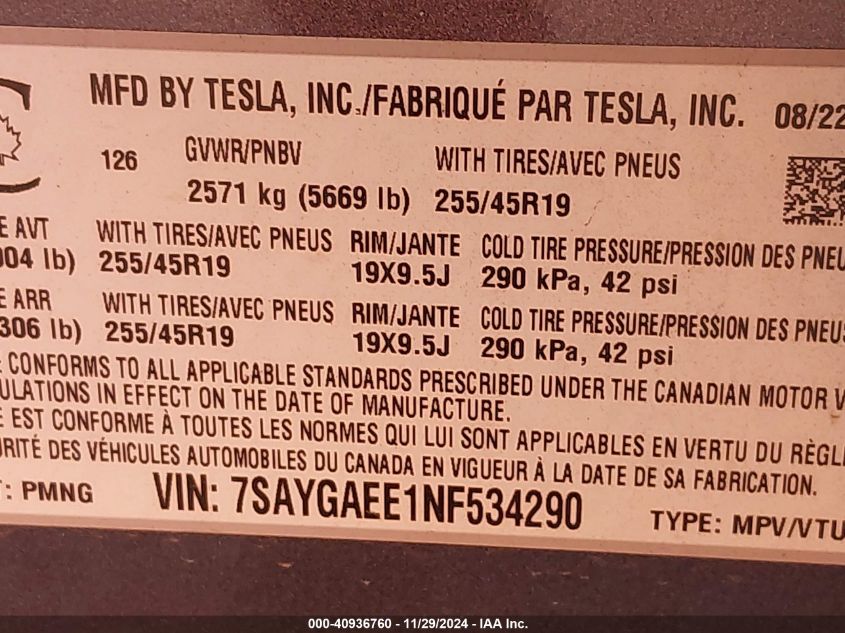 MFD BY TESLA, INC./FABRIQUÉ PAR TESLA, INC. 08/22
126 GVWR/PNBV WITH TIRES/AVEC PNEUS
2571 kg (5669 lb) 255/45R19
E AVT WITH TIRES/AVEC PNEUS RIM/JANTE COLD TIRE PRESSURE/PRESSION DES PNEU
004 lb) 255/45R19 19X9.5J 290 kPa, 42 psi
E ARR WITH TIRES/AVEC PNEUS RIM/JANTE COLD TIRE PRESSURE/PRESSION DES PNEUS
306 lb) 255/45R19 19X9.5J 290 kPa, 42 psi
E CONFORMS TO ALL APPLICABLE STANDARDS PRESCRIBED UNDER THE CANADIAN MOTOR V
ULATIONS IN EFFECT ON THE DATE OF MANUFACTURE.
E EST CONFORME À TOUTES LES NORMES QUI LUI SONT APPLICABLES EN VERTU DU RÈGLE
URITÉ DES VÉHICULES AUTOMOBILES DU CANADA EN VIGUEUR À LA DATE DE SA FABRICATION.
T: PMNG VIN: 7SAYGAEE1NF534290 TYPE: MPV/VTU
000-40936760 - 11/29/2024 - IAA Inc.